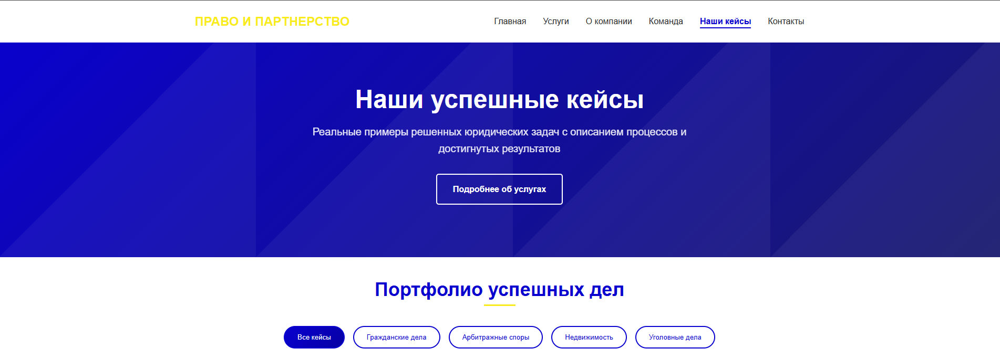 ПРАВО И ПАРТНЕРСТВО
Главная Услуги О компании Команда Наши кейсы Контакты
Наши успешные кейсы
Реальные примеры решенных юридических задач с описанием процессов и
достигнутых результатов
Подробнее об услугах
Портфолио успешных дел
Все кейсы Гражданские дела Арбитражные споры Недвижимость Уголовные дела